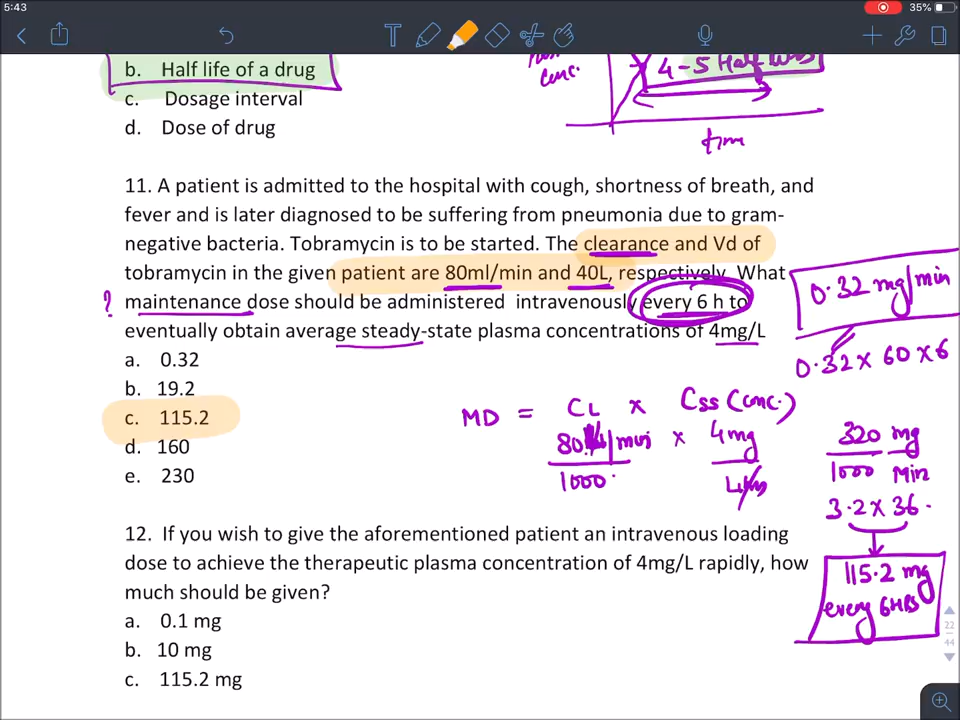 5:43
35%
T
b. Half life of a drug
c. Dosage interval
d. Dose of drug
conc.
4-5 Half lives
time
11. A patient is admitted to the hospital with cough, shortness of breath, and
fever and is later diagnosed to be suffering from pneumonia due to gram-
negative bacteria. Tobramycin is to be started. The clearance and Vd of
tobramycin in the given patient are 80ml/min and 40L, respectively. What
? maintenance dose should be administered intravenously every 6 h to
eventually obtain average steady-state plasma concentrations of 4mg/L
a. 0.32
b. 19.2
c. 115.2
d. 160
e. 230
0.32 mg/min
0.32 x 60 x 6
MD = CL x Css (conc.)
80 /min x 4mg
1000
320 mg
1000 Min
3.2 x 36
115.2 mg
every 6HRS
12. If you wish to give the aforementioned patient an intravenous loading
dose to achieve the therapeutic plasma concentration of 4mg/L rapidly, how
much should be given?
a. 0.1 mg
b. 10 mg
c. 115.2 mg
22
44